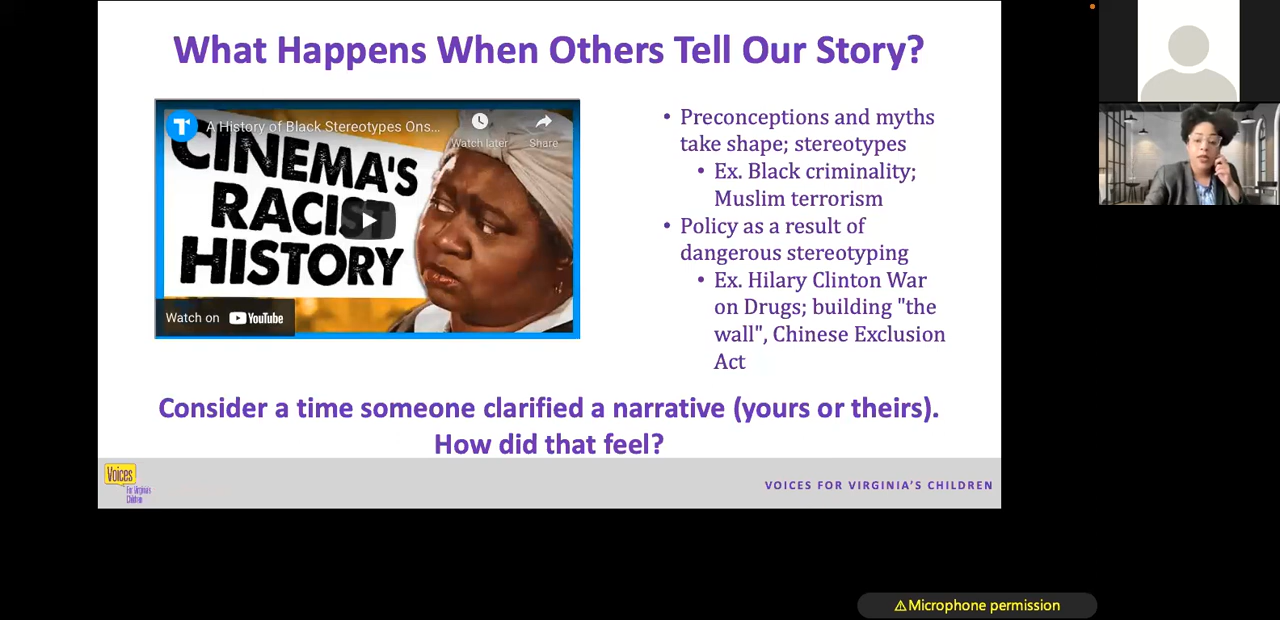 What Happens When Others Tell Our Story?
A History of Black Stereotypes Ons...
Watch later
Share
CINEMA'S
RACIST
HISTORY
Watch on YouTube
• Preconceptions and myths
take shape; stereotypes
• Ex. Black criminality;
Muslim terrorism
• Policy as a result of
dangerous stereotyping
• Ex. Hilary Clinton War
on Drugs; building "the
wall", Chinese Exclusion
Act
Consider a time someone clarified a narrative (yours or theirs).
How did that feel?
Voices
For Virginia's
Children
VOICES FOR VIRGINIA'S CHILDREN
⚠Microphone permission